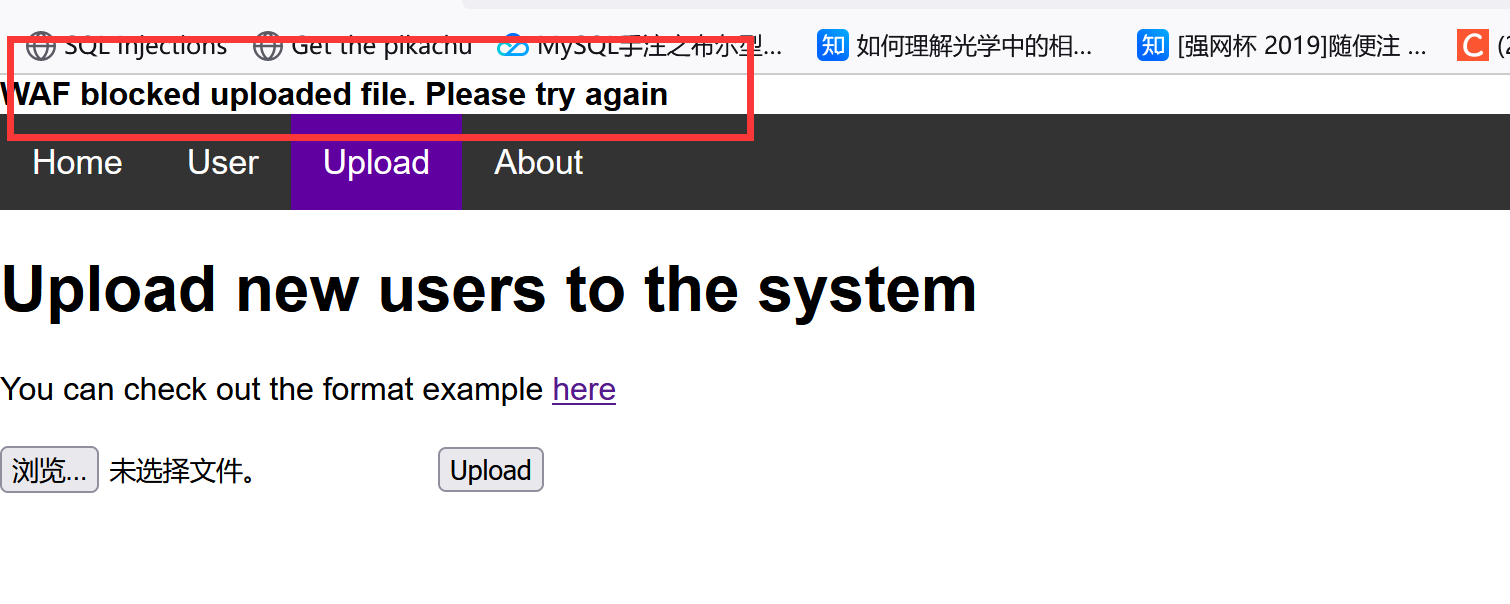 SQL Injections Get the pikachu MySQL手注之布尔型... 知 如何理解光学中的相... 知 [强网杯 2019]随便注 ... C (2
WAF blocked uploaded file. Please try again
Home User Upload About
Upload new users to the system
You can check out the format example here
浏览... 未选择文件。 Upload